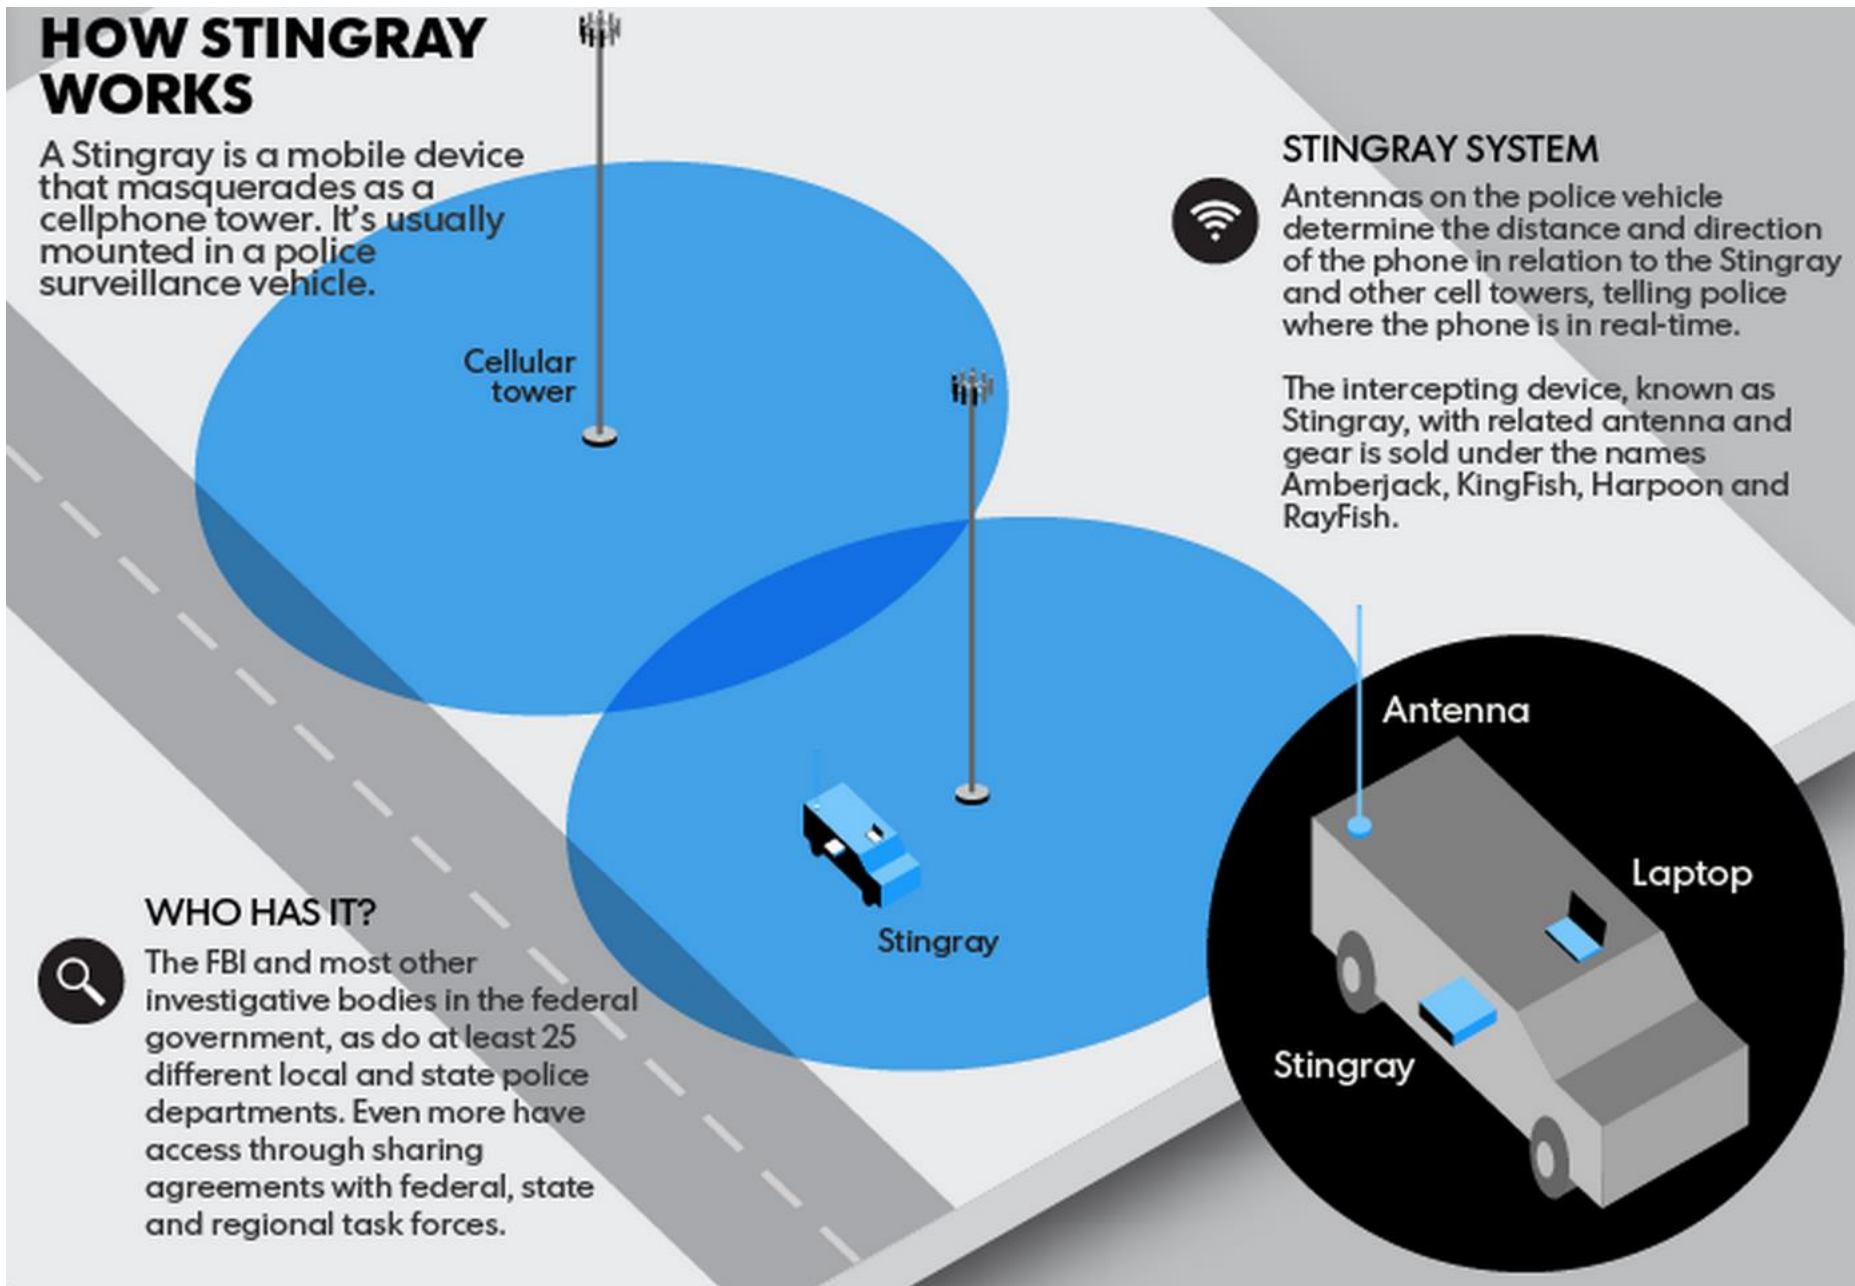 HOW STINGRAY
WORKS
A Stingray is a mobile device
that masquerades as a
cellphone tower. It's usually
mounted in a police
surveillance vehicle.
Cellular
tower
STINGRAY SYSTEM
Antennas on the police vehicle
determine the distance and direction
of the phone in relation to the Stingray
and other cell towers, telling police
where the phone is in real-time.
The intercepting device, known as
Stingray, with related antenna and
gear is sold under the names
Amberjack, KingFish, Harpoon and
RayFish.
Antenna
Laptop
Stingray
Stingray
WHO HAS IT?
The FBI and most other
investigative bodies in the federal
government, as do at least 25
different local and state police
departments. Even more have
access through sharing
agreements with federal, state
and regional task forces.